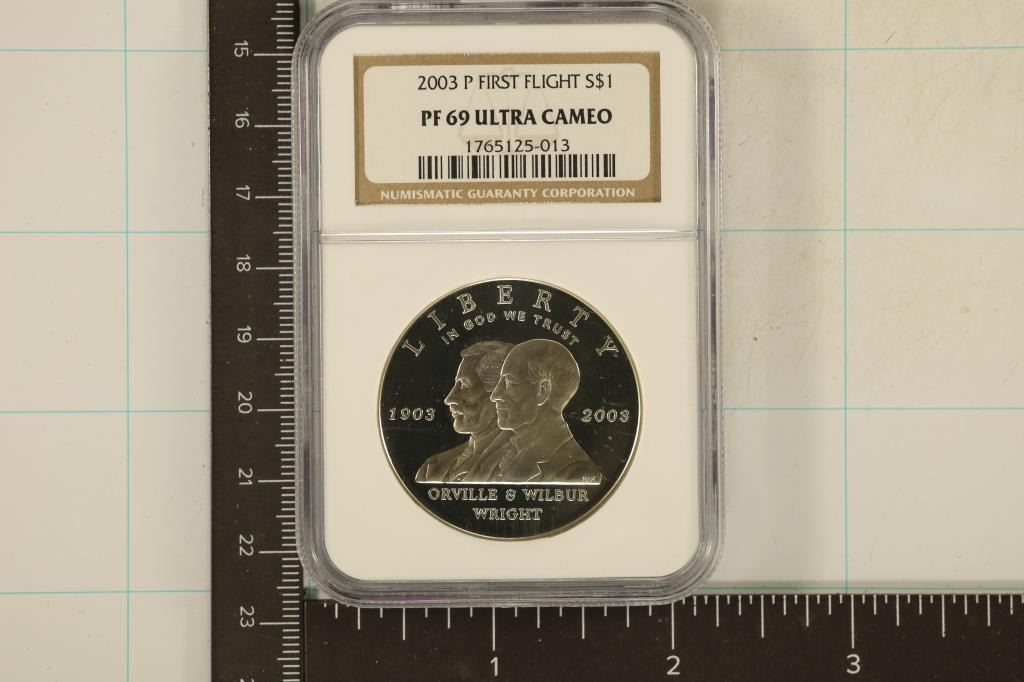 2003 P FIRST FLIGHT S$1
PF 69 ULTRA CAMEO
1765125-013
NUMISMATIC GUARANTY CORPORATION
LIBERTY
IN GOD WE TRUST
1903 2003
ORVILLE & WILBUR
WRIGHT
15
16
17
18
19
20
21
22
23
1 2 3